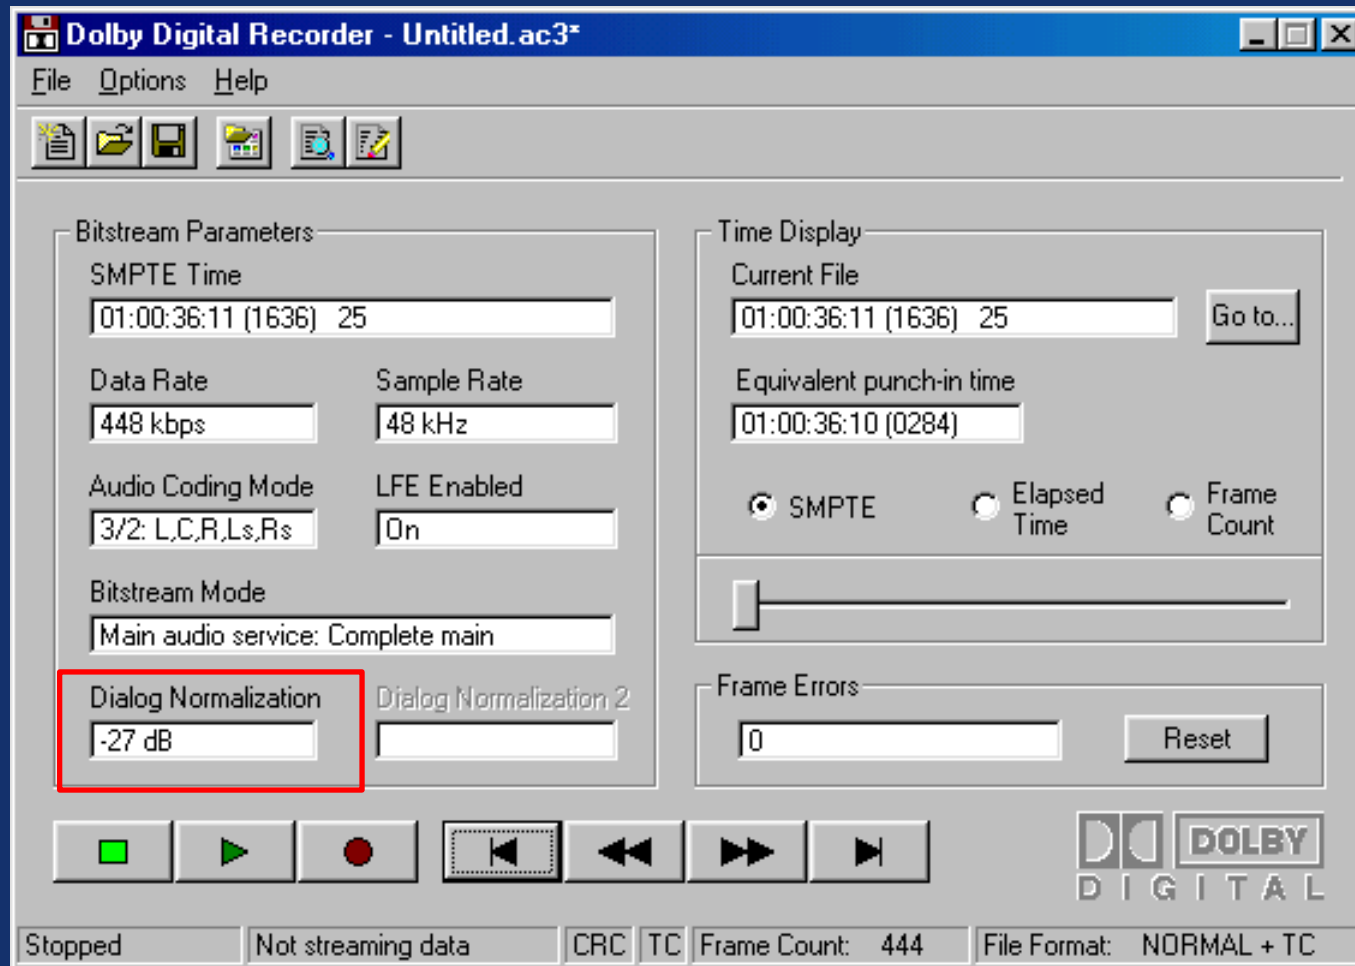 Dolby Digital Recorder - Untitled.ac3*
File Options Help
Bitstream Parameters
SMPTE Time
01:00:36:11 (1636) 25
Data Rate Sample Rate
448 kbps 48 kHz
Audio Coding Mode LFE Enabled
3/2: L,C,R,Ls,Rs On
Bitstream Mode
Main audio service: Complete main
Dialog Normalization Dialog Normalization 2
-27 dB
Time Display
Current File
01:00:36:11 (1636) 25 Go to...
Equivalent punch-in time
01:00:36:10 (0284)
SMPTE Elapsed Time Frame Count
Frame Errors
0 Reset
DOLBY
DIGITAL
Stopped Not streaming data CRC TC Frame Count: 444 File Format: NORMAL + TC